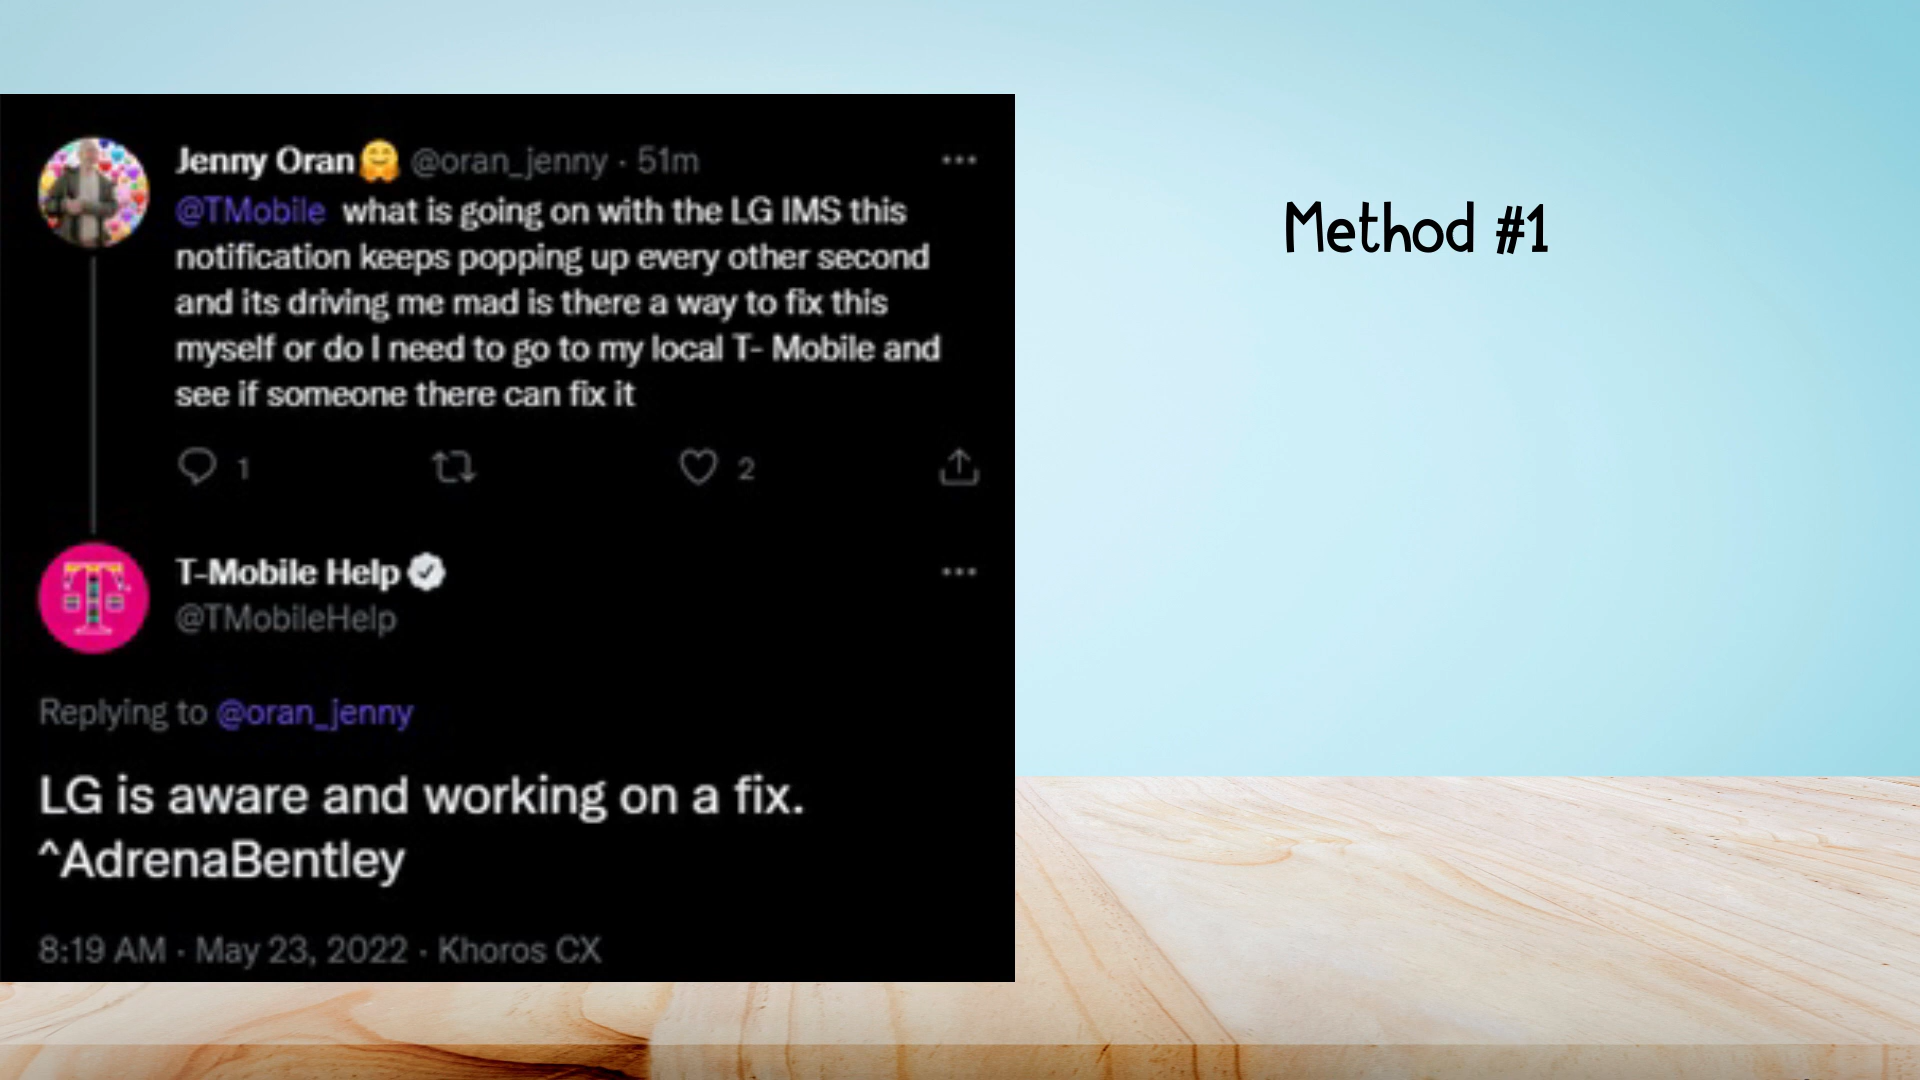 Jenny Oran🤗 @oran_jenny · 51m
@TMobile what is going on with the LG IMS this
notification keeps popping up every other second
and its driving me mad is there a way to fix this
myself or do I need to go to my local T- Mobile and
see if someone there can fix it
1 2
T-Mobile Help
@TMobileHelp
Replying to @oran_jenny
LG is aware and working on a fix.
^AdrenaBentley
8:19 AM · May 23, 2022 · Khoros CX
Method #1